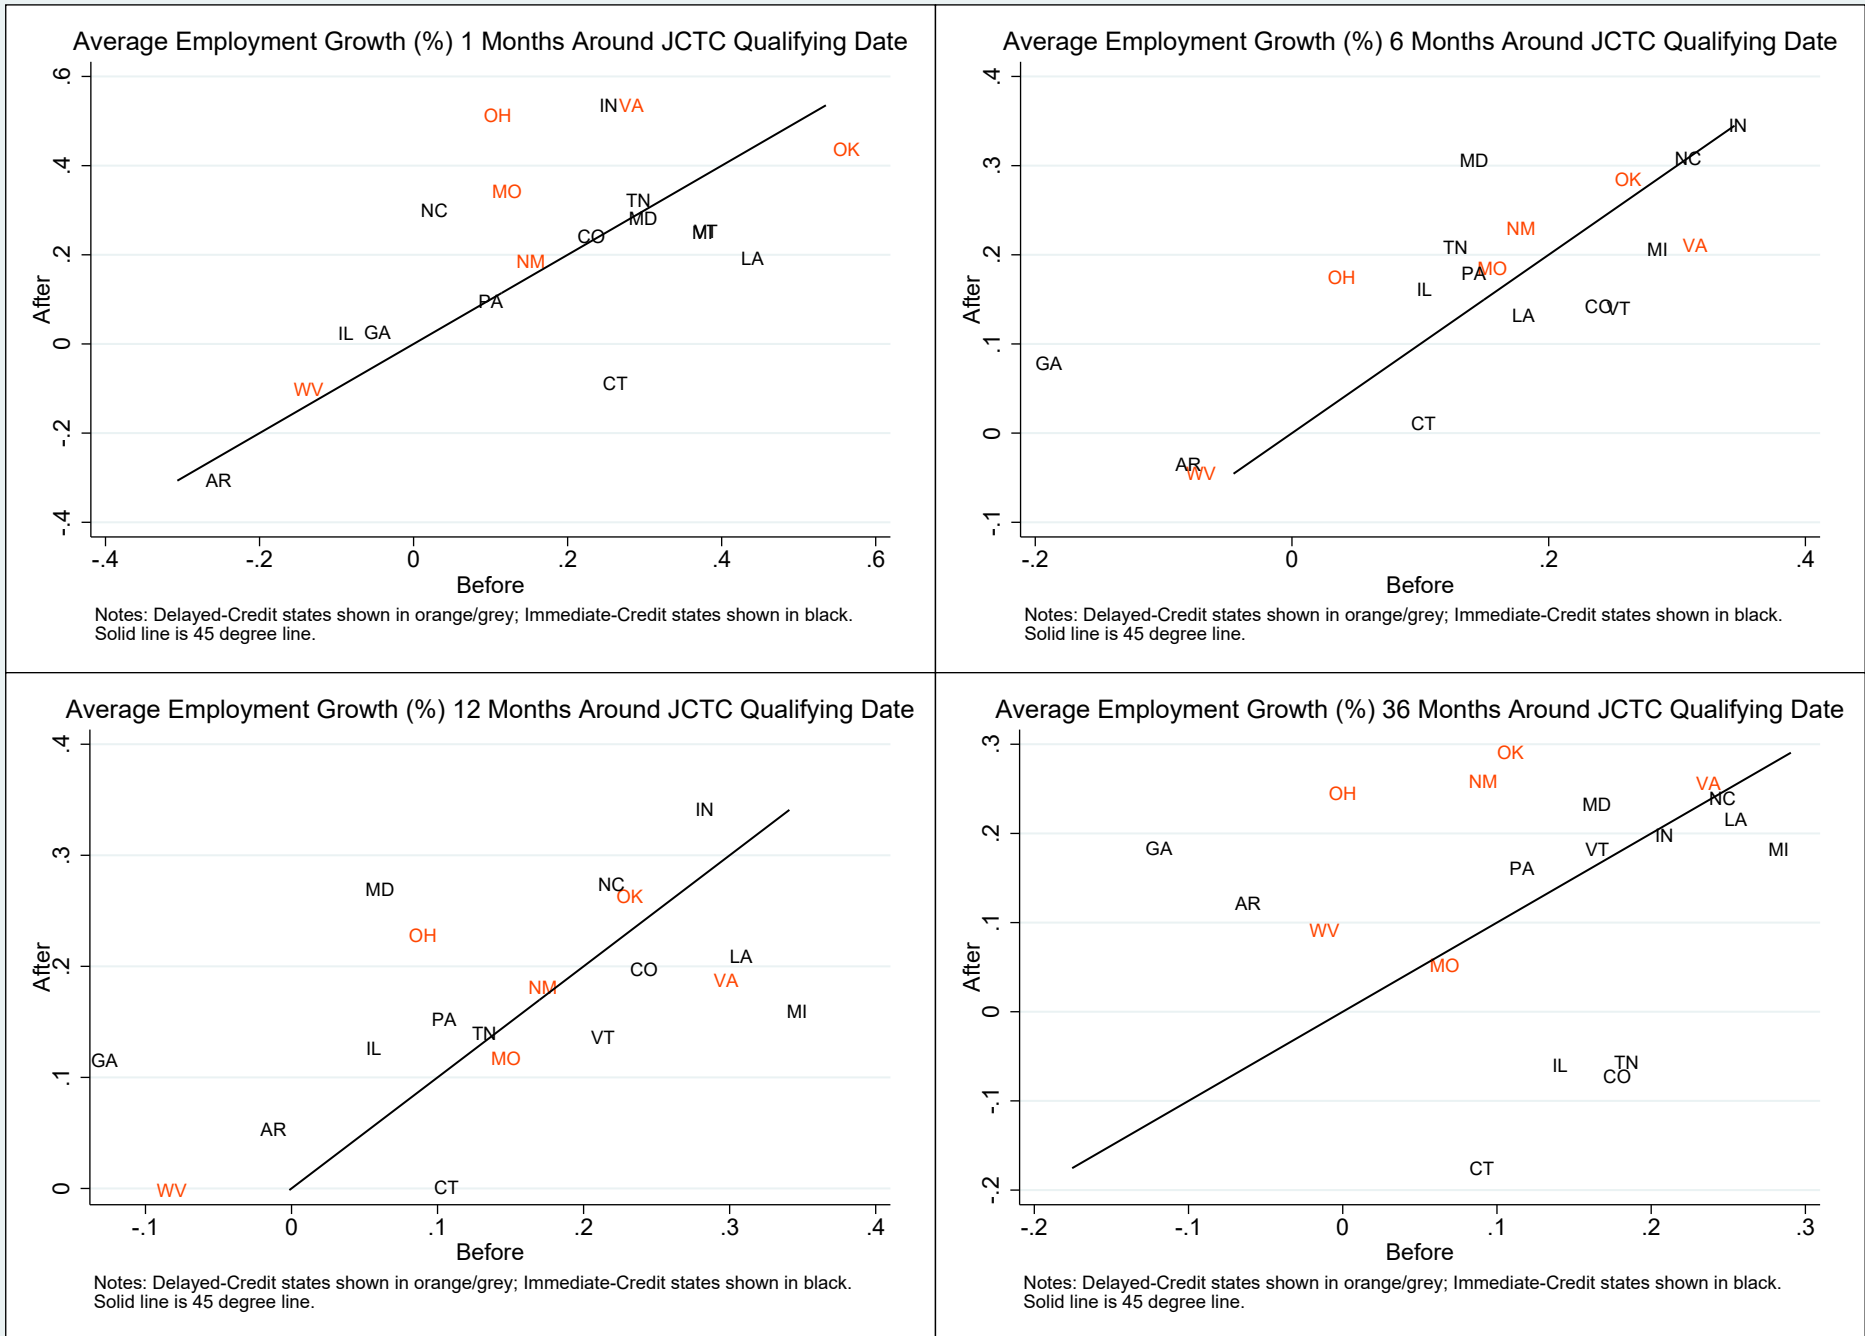 Average Employment Growth (%) 1 Months Around JCTC Qualifying Date
.6
.4
.2
0
-.2
-.4
After
OH
IN
VA
OK
MO
NC
TN
MD
CO
MI
VT
LA
NM
PA
IL
GA
WV
CT
AR
-.4
-.2
0
.2
.4
.6
Before
Notes: Delayed-Credit states shown in orange/grey; Immediate-Credit states shown in black.
Solid line is 45 degree line.
Average Employment Growth (%) 6 Months Around JCTC Qualifying Date
.4
.3
.2
.1
0
-.1
After
IN
MD
NC
OK
NM
TN
MI
VA
PA
MO
OH
IL
LA
CO
VT
GA
CT
AR
WV
-.2
0
.2
.4
Before
Notes: Delayed-Credit states shown in orange/grey; Immediate-Credit states shown in black.
Solid line is 45 degree line.
Average Employment Growth (%) 12 Months Around JCTC Qualifying Date
.4
.3
.2
.1
0
After
IN
MD
NC
OK
OH
CO
LA
VA
NM
MI
PA
TN
VT
IL
MO
GA
AR
WV
CT
-.1
0
.1
.2
.3
.4
Before
Notes: Delayed-Credit states shown in orange/grey; Immediate-Credit states shown in black.
Solid line is 45 degree line.
Average Employment Growth (%) 36 Months Around JCTC Qualifying Date
.3
.2
.1
0
-.1
-.2
After
OK
NM
VA
OH
MD
NC
LA
IN
GA
VT
MI
PA
AR
WV
MO
IL
TN
CO
CT
-.2
-.1
0
.1
.2
.3
Before
Notes: Delayed-Credit states shown in orange/grey; Immediate-Credit states shown in black.
Solid line is 45 degree line.